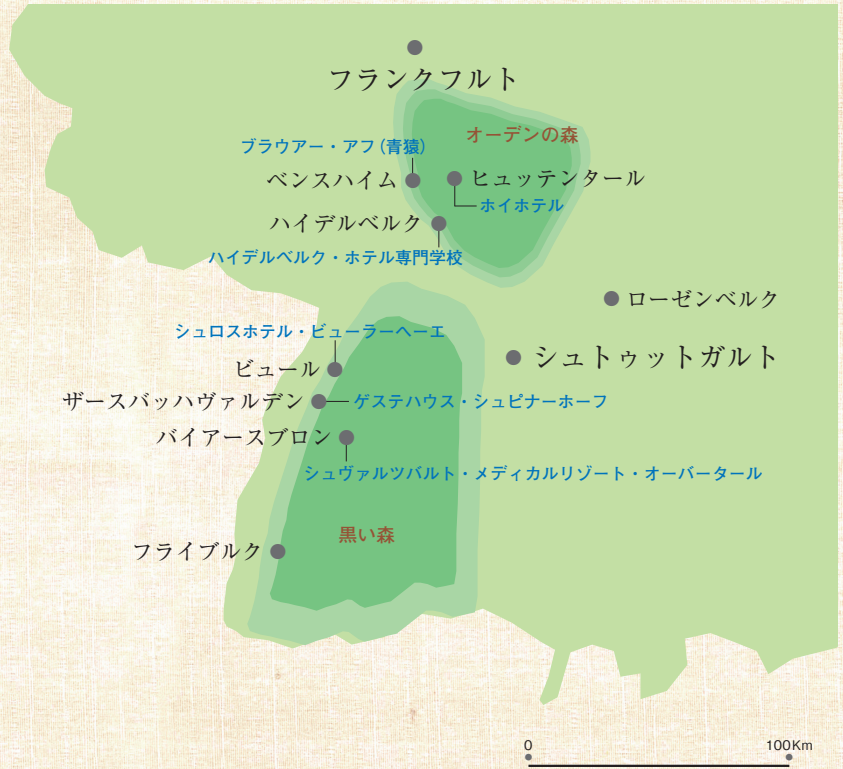 フランクフルト
オーデンの森
ブラウアー・アフ（青猿）
ベンスハイム
ヒュッテンタール
ホイホテル
ハイデルベルク
ハイデルベルク・ホテル専門学校
ローゼンベルク
シュロスホテル・ビューラーヘーエ
シュトゥットガルト
ビュール
ザースバッハヴァルデン
ゲステハウス・シュピナーホーフ
バイアースブロン
シュヴァルツバルト・メディカルリゾート・オーバータール
黒い森
フライブルク
0
100Km